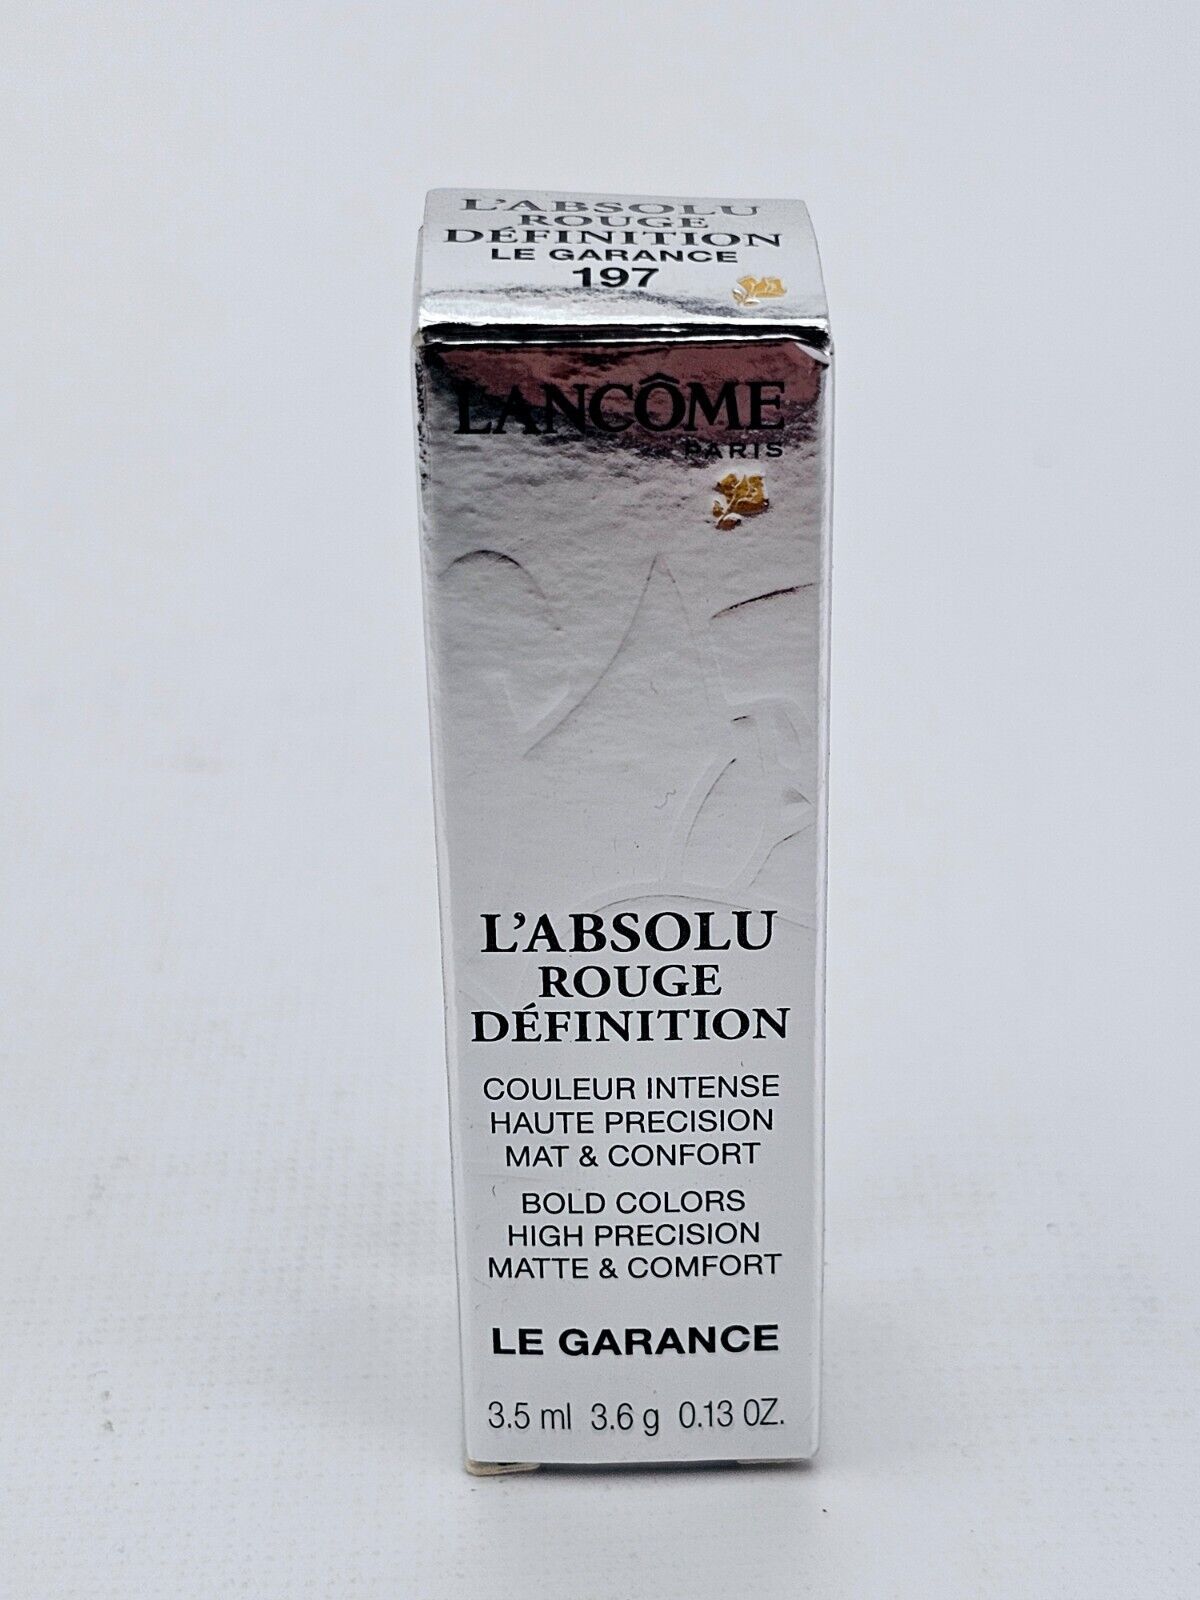 L'ABSOLU
ROUGE
DÉFINITION
LE GARANCE
197
LANCÔME
PARIS
L'ABSOLU
ROUGE
DÉFINITION
COULEUR INTENSE
HAUTE PRECISION
MAT & CONFORT
BOLD COLORS
HIGH PRECISION
MATTE & COMFORT
LE GARANCE
3.5 ml 3.6 g 0.13 OZ.